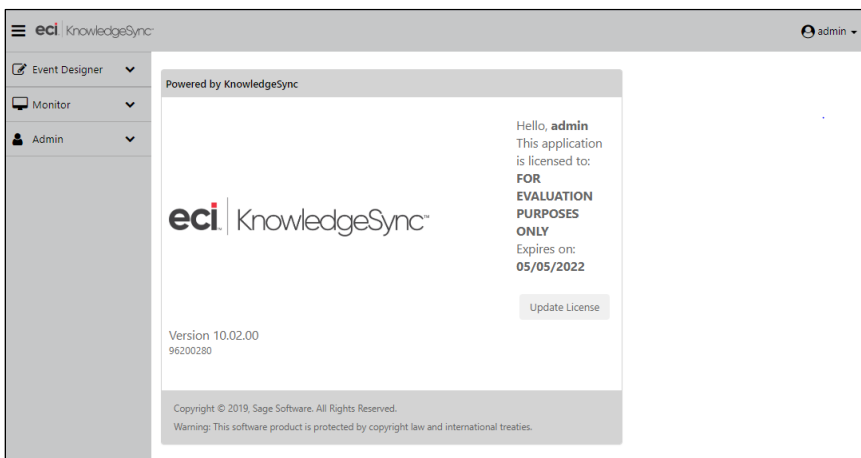 eci KnowledgeSync™
admin
Event Designer
Monitor
Admin
Powered by KnowledgeSync
Hello, admin
This application
is licensed to:
FOR
EVALUATION
PURPOSES
ONLY
Expires on:
05/05/2022
eci KnowledgeSync™
Update License
Version 10.02.00
96200280
Copyright © 2019, Sage Software. All Rights Reserved.
Warning: This software product is protected by copyright law and international treaties.